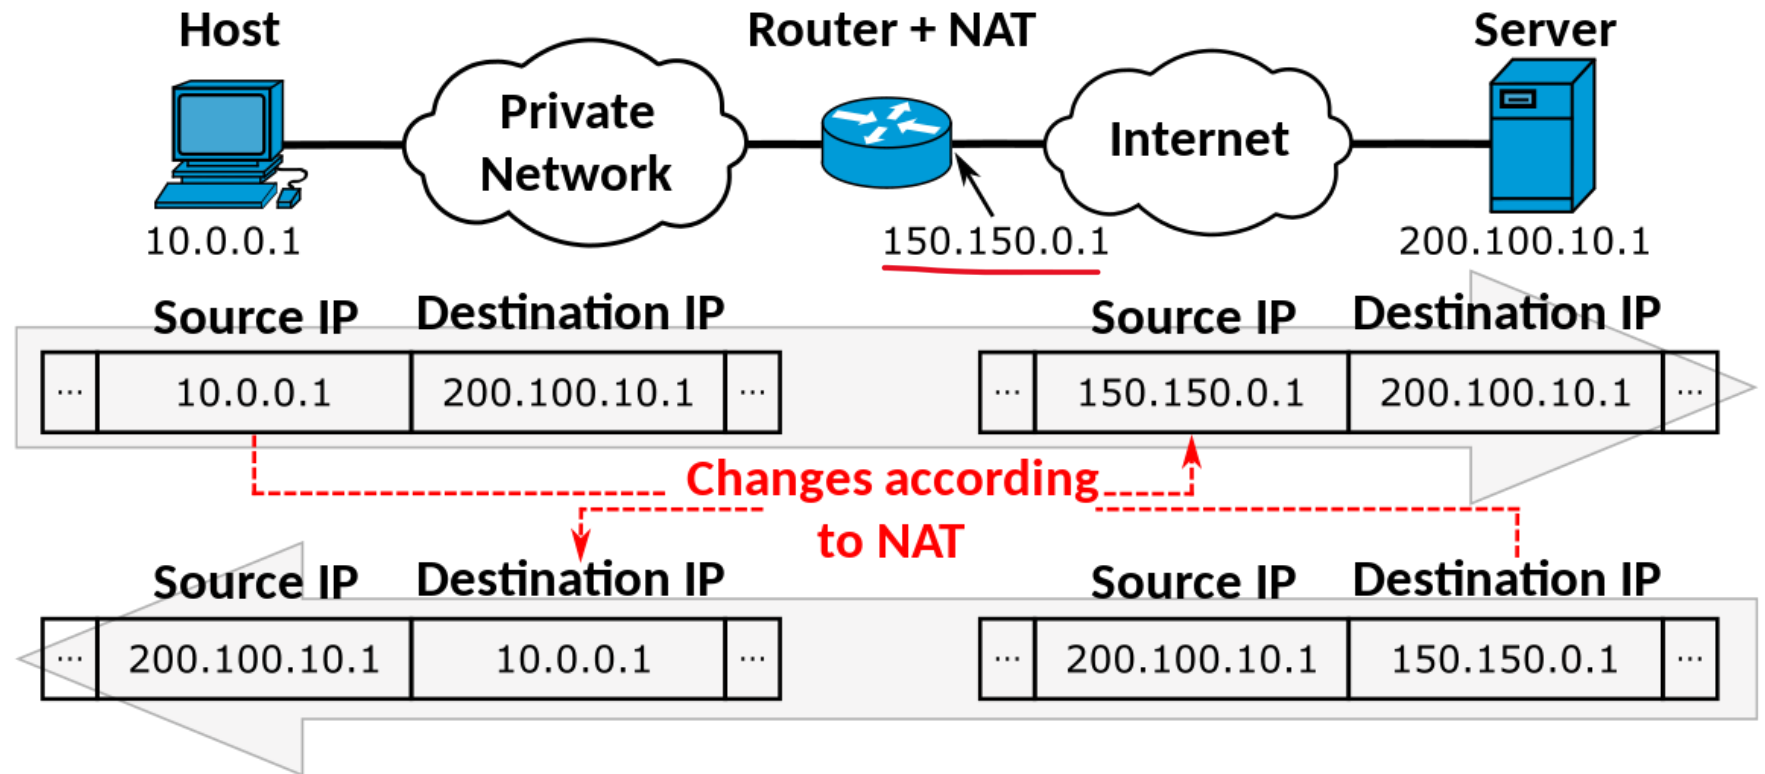 Host
Router + NAT
Server
Private
Network
Internet
10.0.0.1
150.150.0.1
200.100.10.1
Source IP
Destination IP
Source IP
Destination IP
...
10.0.0.1
200.100.10.1
...
...
150.150.0.1
200.100.10.1
...
Changes according
to NAT
Source IP
Destination IP
Source IP
Destination IP
...
200.100.10.1
10.0.0.1
...
...
200.100.10.1
150.150.0.1
...